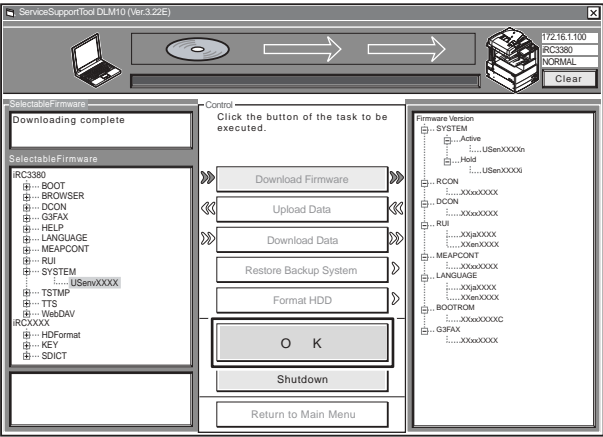 ServiceSupportTool DLM10 (Ver.3.22E)
172.16.1.100
iRC3380
NORMAL
Clear
SelectableFirmware
Downloading complete
SelectableFirmware
iRC3380
BOOT
BROWSER
DCON
G3FAX
HELP
LANGUAGE
MEAPCONT
RUI
SYSTEM
USenvXXXX
TSTMP
TTS
WebDAV
iRCXXXX
HDFormat
KEY
SDICT
Control
Click the button of the task to be
executed.
Download Firmware
Upload Data
Download Data
Restore Backup System
Format HDD
O K
Shutdown
Return to Main Menu
Firmware Version
SYSTEM
Active
USenXXXXn
Hold
USenXXXXi
RCON
XXxxXXXX
DCON
XXxxXXXX
RUI
XXjaXXXX
XXenXXXX
MEAPCONT
XXxxXXXX
LANGUAGE
XXjaXXXX
XXenXXXX
BOOTROM
XXxxXXXXC
G3FAX
XXxxXXXX